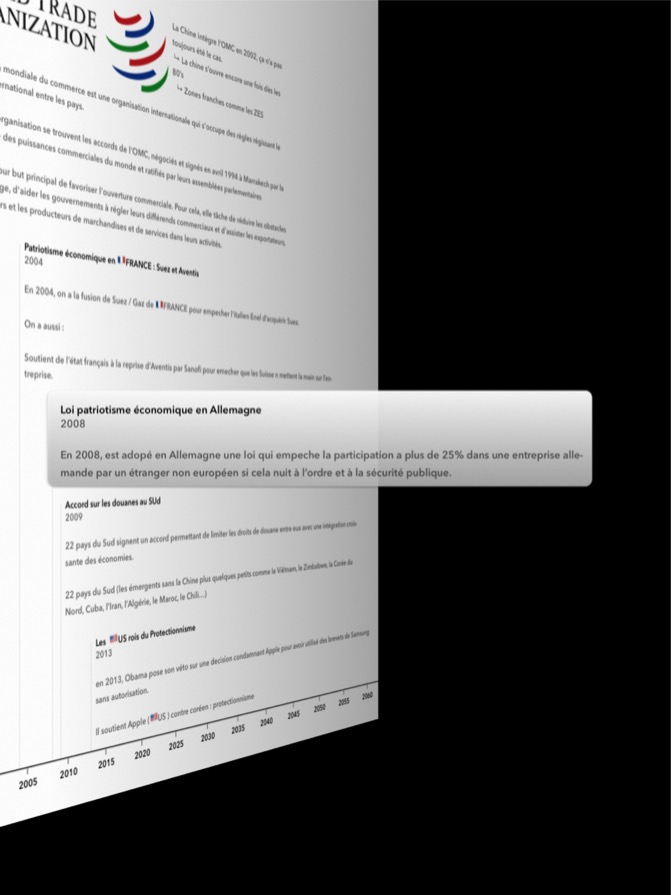 TRADE
ANIZATION
La Chine intègre l'OMC en 2002, ça n'a pas
toujours été le cas.
↳ La chine s'ouvre encore une fois dès les
80's
↳ Zones franches comme les ZES
mondiale du commerce est une organisation internationale qui s'occupe des règles régissant le
ernational entre les pays.
rganisation se trouvent les accords de l'OMC, négociés et signés en avril 1994 à Marrakech par la
des puissances commerciales du monde et ratifiés par leurs assemblées parlementaires
our but principal de favoriser l'ouverture commerciale. Pour cela, elle tâche de réduire les obstacles
ge, d'aider les gouvernements à régler leurs différends commerciaux et d'assister les exportateurs,
rs et les producteurs de marchandises et de services dans leurs activités.
Patriotisme économique en 🇫🇷FRANCE : Suez et Aventis
2004
En 2004, on a la fusion de Suez / Gaz de 🇫🇷FRANCE pour empecher l'italien Enel d'acquérir Suez.
On a aussi :
Soutient de l'état français à la reprise d'Aventis par Sanofi pour emecher que les Suisse n mettent la main sur l'en-
treprise.
Loi patriotisme économique en Allemagne
2008
En 2008, est adopé en Allemagne une loi qui empeche la participation a plus de 25% dans une entreprise alle-
mande par un étranger non européen si cela nuit à l'ordre et à la sécurité publique.
Accord sur les douanes au SUd
2009
22 pays du Sud signent un accord permettant de limiter les droits de douane entre eux avec une intégration crois-
sante des économies.
22 pays du Sud (les émergents sans la Chine plus quelques petits comme le Viêtnam, le Zimbabwe, la Corée du
Nord, Cuba, l'Iran, l'Algérie, le Maroc, le Chili...)
Les 🇺🇸US rois du Protectionnisme
2013
en 2013, Obama pose son véto sur une decision condamnant Apple pour avoir utilisé des brevets de Samsung
sans autorisation.
Il soutient Apple (🇺🇸US ) contre coréen : protectionnisme
2005 2010 2015 2020 2025 2030 2035 2040 2045 2050 2055 2060